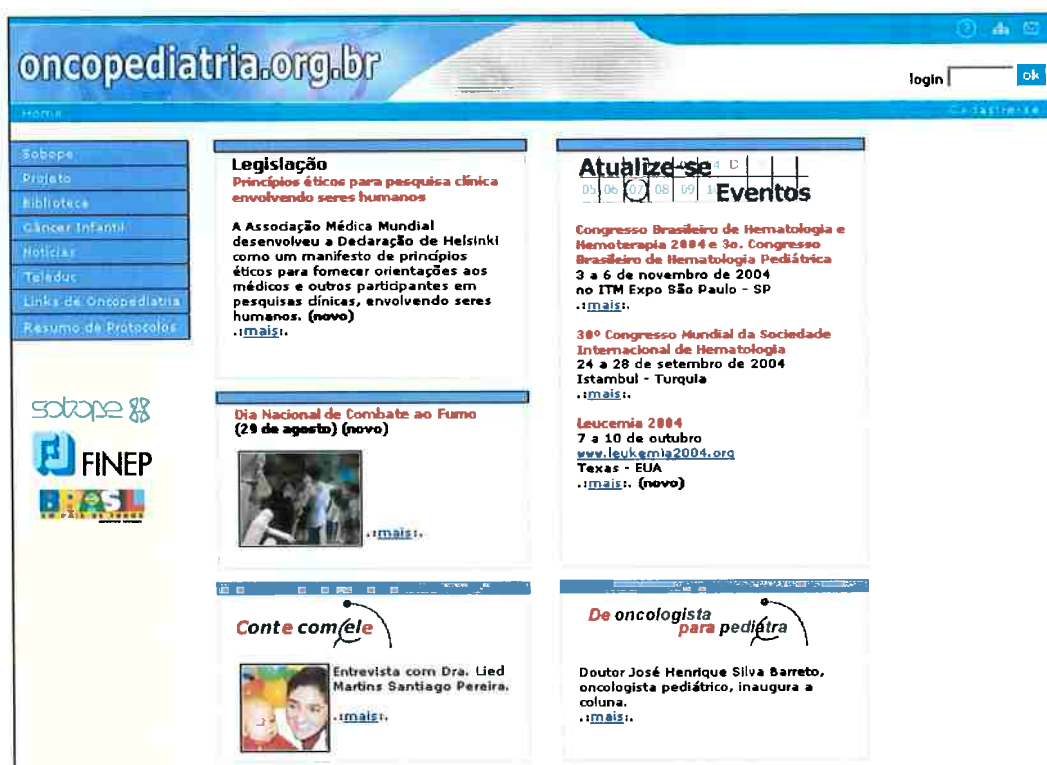 oncopediatria.org.br
login
ok
Home
Cadastre-se
Sobope
Projeto
Biblioteca
Câncer Infantil
Notícias
Teleduc
Links de Oncopediatria
Resumo de Protocolos
sobope
FINEP
BRASIL
UM PAÍS DE TODOS
Legislação
Princípios éticos para pesquisa clínica
envolvendo seres humanos
A Associação Médica Mundial
desenvolveu a Declaração de Helsinki
como um manifesto de princípios
éticos para fornecer orientações aos
médicos e outros participantes em
pesquisas clínicas, envolvendo seres
humanos. (novo)
.:mais:.
Dia Nacional de Combate ao Fumo
(29 de agosto) (novo)
.:mais:.
Conte com ele
Entrevista com Dra. Lied
Martins Santiago Pereira.
.:mais:.
Atualize-se
05 06 07 08 09
Eventos
Congresso Brasileiro de Hematologia e
Hemoterapia 2004 e 3o. Congresso
Brasileiro de Hematologia Pediátrica
3 a 6 de novembro de 2004
no ITM Expo São Paulo - SP
.:mais:.
30º Congresso Mundial da Sociedade
Internacional de Hematologia
24 a 28 de setembro de 2004
Istambul - Turquia
.:mais:.
Leucemia 2004
7 a 10 de outubro
www.leukemia2004.org
Texas - EUA
.:mais:. (novo)
De oncologista
para pediatra
Doutor José Henrique Silva Barreto,
oncologista pediátrico, inaugura a
coluna.
.:mais:.